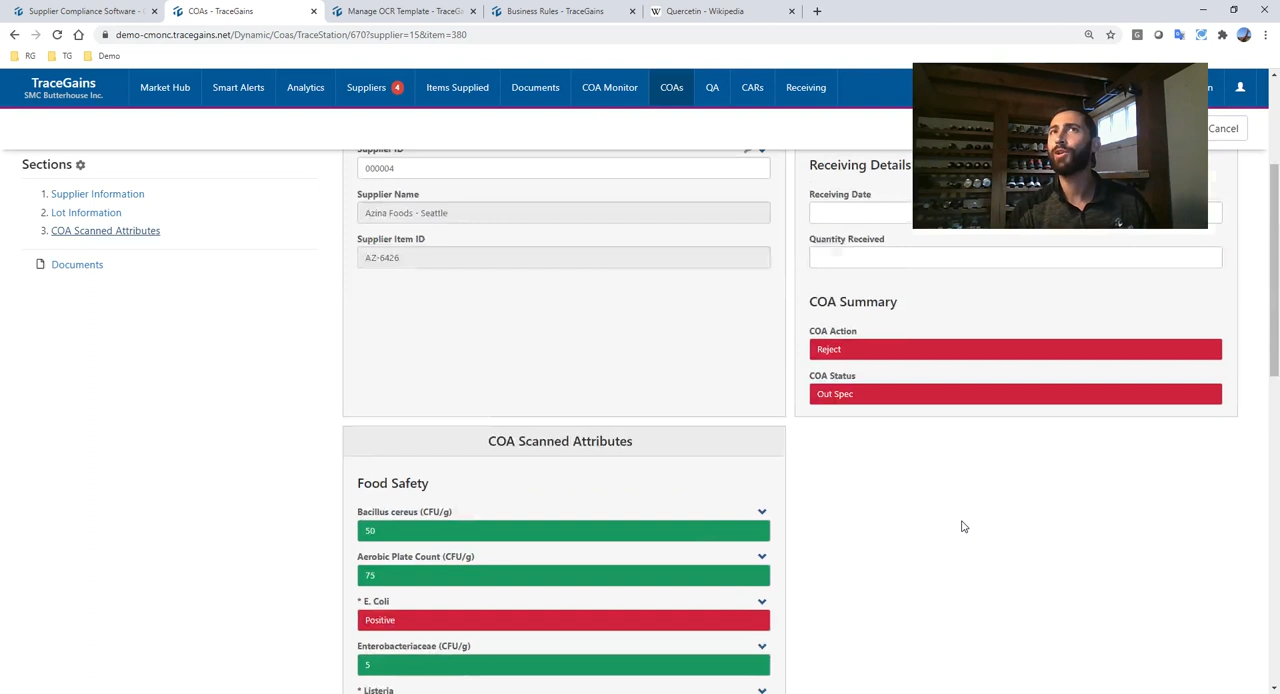 Supplier Compliance Software -
COAs - TraceGains
Manage OCR Template - TraceGa
Business Rules - TraceGains
Quercetin - Wikipedia
demo-cmonc.tracegains.net/Dynamic/Coas/TraceStation/670?supplier=15&item=380
RG TG Demo
TraceGains
SMC Butterhouse Inc.
Market Hub Smart Alerts Analytics Suppliers 4 Items Supplied Documents COA Monitor COAs QA CARs Receiving
Cancel
Sections
1. Supplier Information
2. Lot Information
3. COA Scanned Attributes
Documents
Supplier ID
000004
Supplier Name
Azina Foods - Seattle
Supplier Item ID
AZ-6426
Receiving Details
Receiving Date
Quantity Received
COA Summary
COA Action
Reject
COA Status
Out Spec
COA Scanned Attributes
Food Safety
Bacillus cereus (CFU/g)
50
Aerobic Plate Count (CFU/g)
75
* E. Coli
Positive
Enterobacteriaceae (CFU/g)
5
* Listeria